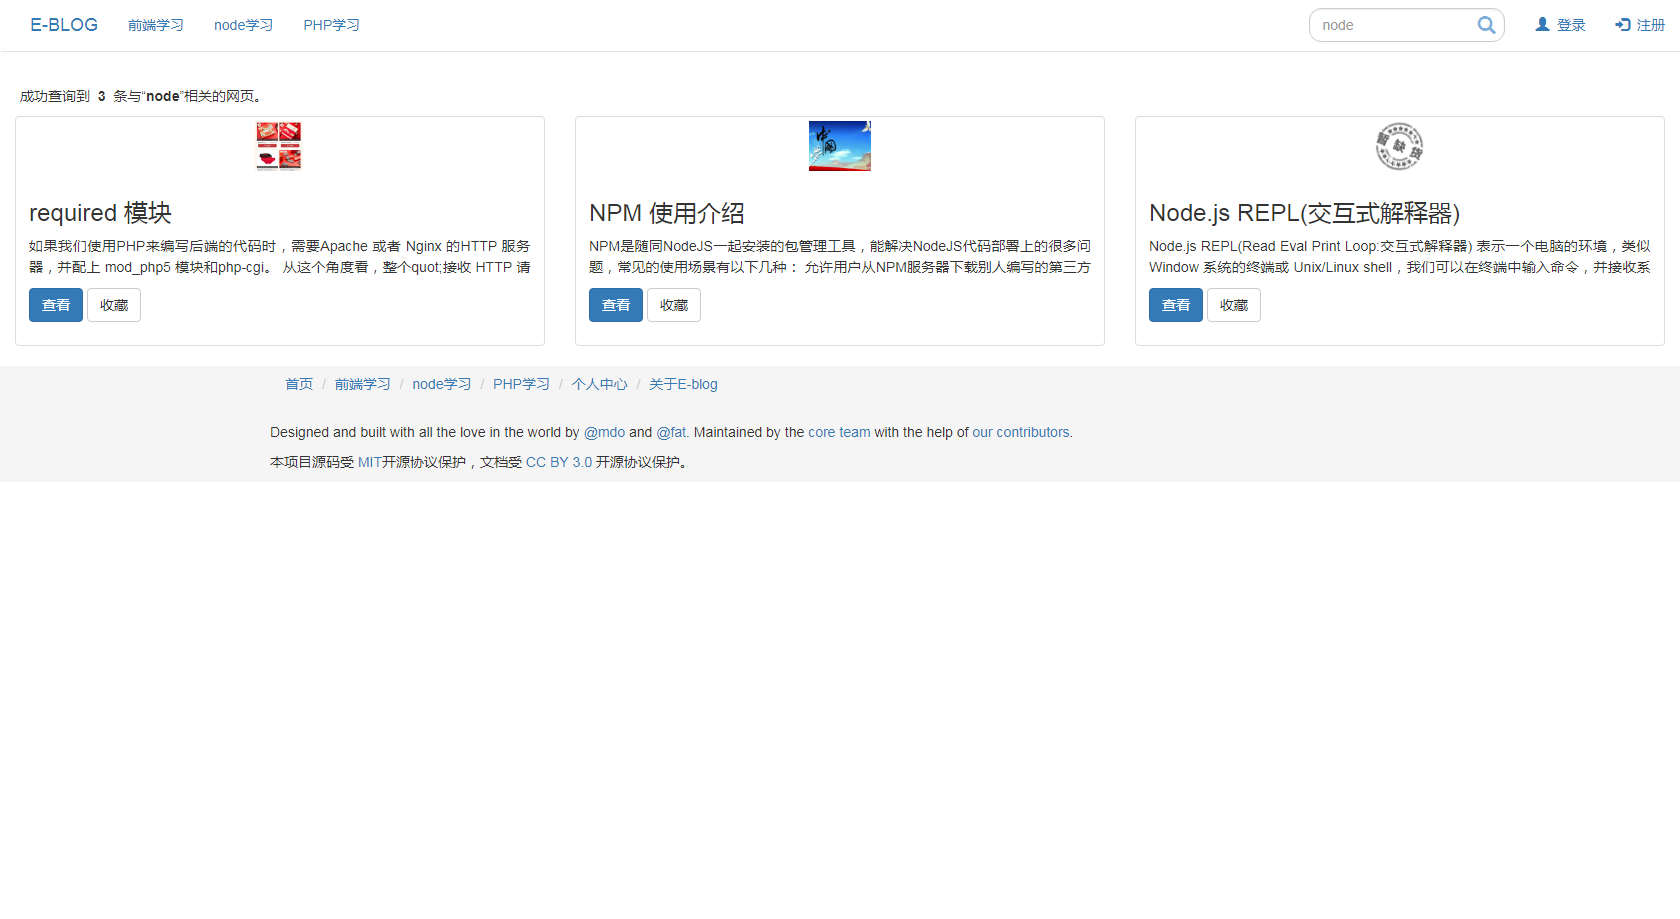 E-BLOG 前端学习 node学习 PHP学习 node 登录 注册
成功查询到 3 条与“node”相关的网页。
中国
暂缺货
required 模块
如果我们使用PHP来编写后端的代码时，需要Apache 或者 Nginx 的HTTP 服务
器，并配上 mod_php5 模块和php-cgi。 从这个角度看，整个quot;接收 HTTP 请
查看 收藏
NPM 使用介绍
NPM是随同NodeJS一起安装的包管理工具，能解决NodeJS代码部署上的很多问
题，常见的使用场景有以下几种： 允许用户从NPM服务器下载别人编写的第三方
查看 收藏
Node.js REPL(交互式解释器)
Node.js REPL(Read Eval Print Loop:交互式解释器) 表示一个电脑的环境，类似
Window 系统的终端或 Unix/Linux shell，我们可以在终端中输入命令，并接收系
查看 收藏
首页 / 前端学习 / node学习 / PHP学习 / 个人中心 / 关于E-blog
Designed and built with all the love in the world by @mdo and @fat. Maintained by the core team with the help of our contributors.
本项目源码受 MIT开源协议保护，文档受 CC BY 3.0 开源协议保护。